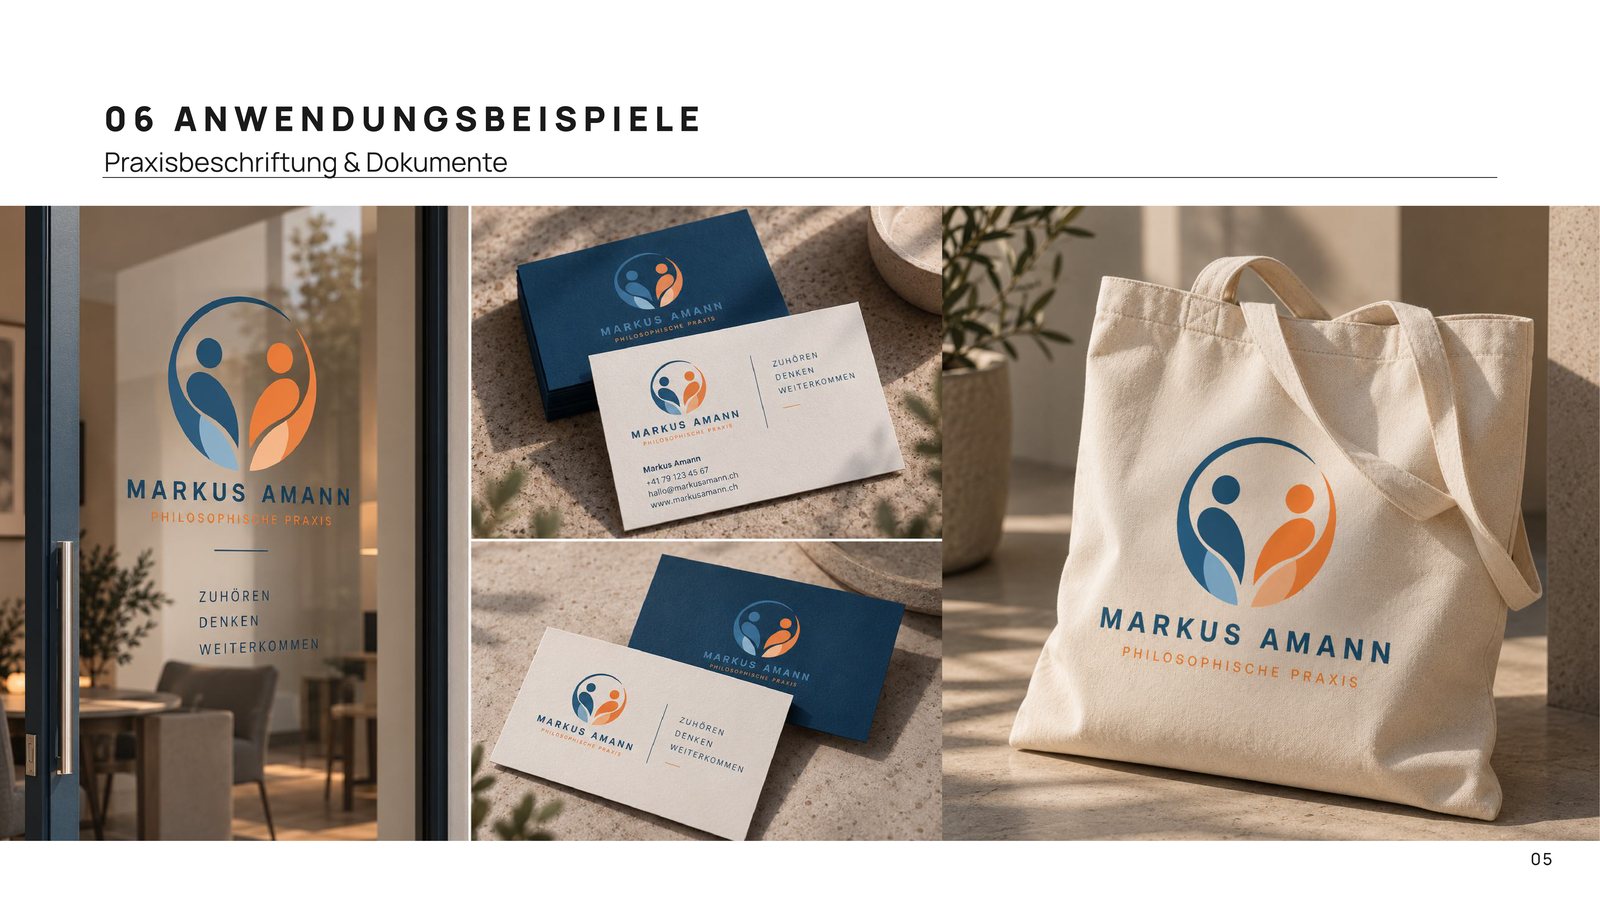 06 ANWENDUNGSBEISPIELE
Praxisbeschriftung & Dokumente
MARKUS AMANN
PHILOSOPHISCHE PRAXIS
ZUHÖREN
DENKEN
WEITERKOMMEN
MARKUS AMANN
PHILOSOPHISCHE PRAXIS
MARKUS AMANN
PHILOSOPHISCHE PRAXIS
ZUHÖREN
DENKEN
WEITERKOMMEN
Markus Amann
+41 79 123 45 67
hallo@markusamann.ch
www.markusamann.ch
MARKUS AMANN
PHILOSOPHISCHE PRAXIS
MARKUS AMANN
PHILOSOPHISCHE PRAXIS
ZUHÖREN
DENKEN
WEITERKOMMEN
MARKUS AMANN
PHILOSOPHISCHE PRAXIS
05